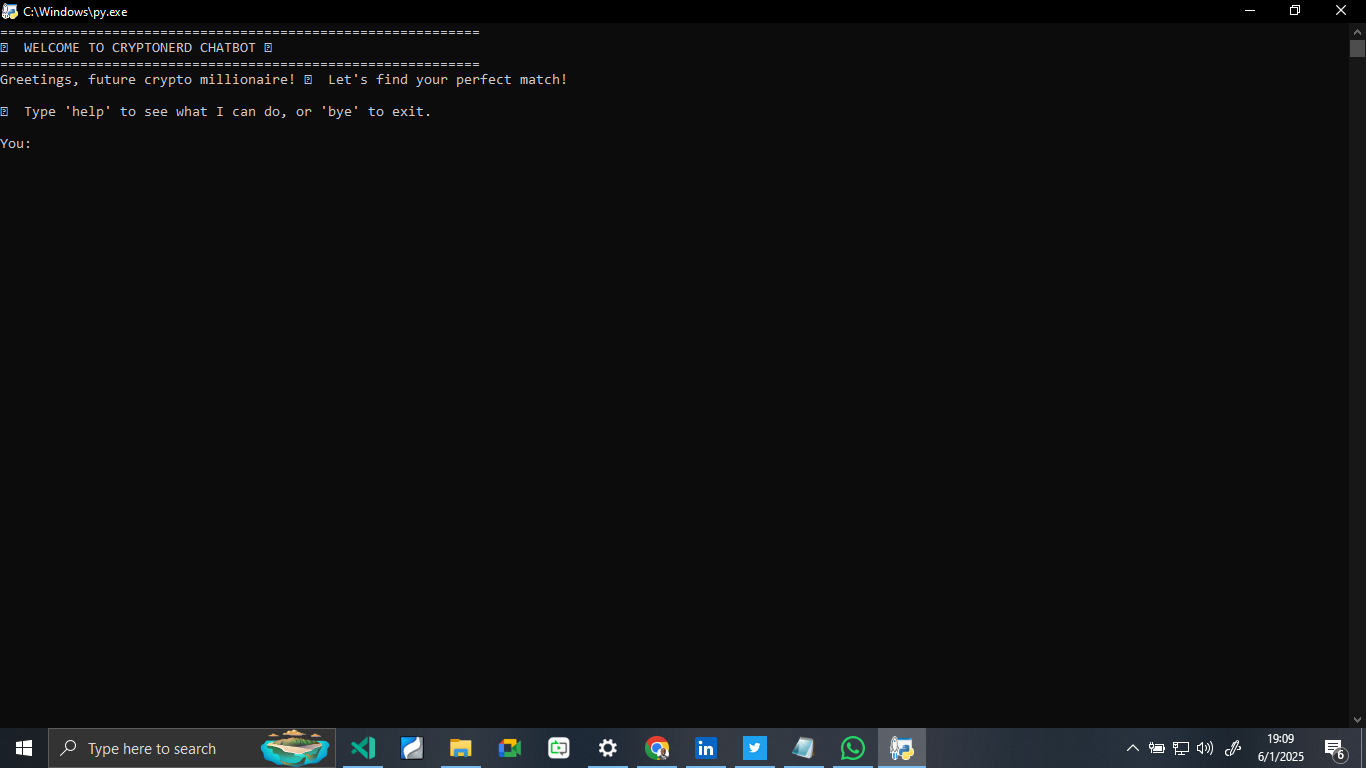 C:\Windows\py.exe
============================================================
⍰  WELCOME TO CRYPTONERD CHATBOT ⍰
============================================================
Greetings, future crypto millionaire! ⍰  Let's find your perfect match!
⍰  Type 'help' to see what I can do, or 'bye' to exit.
You:
Type here to search
19:09
6/1/2025
6